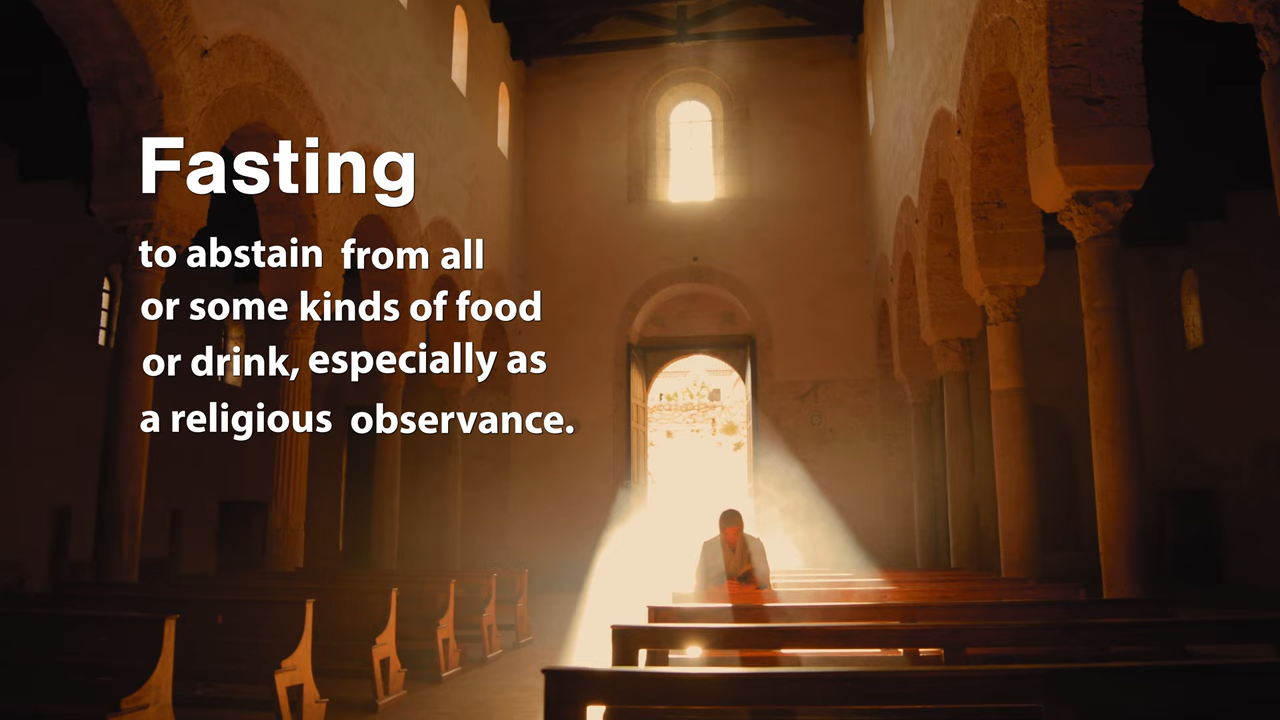 Fasting
to abstain from all
or some kinds of food
or drink, especially as
a religious observance.